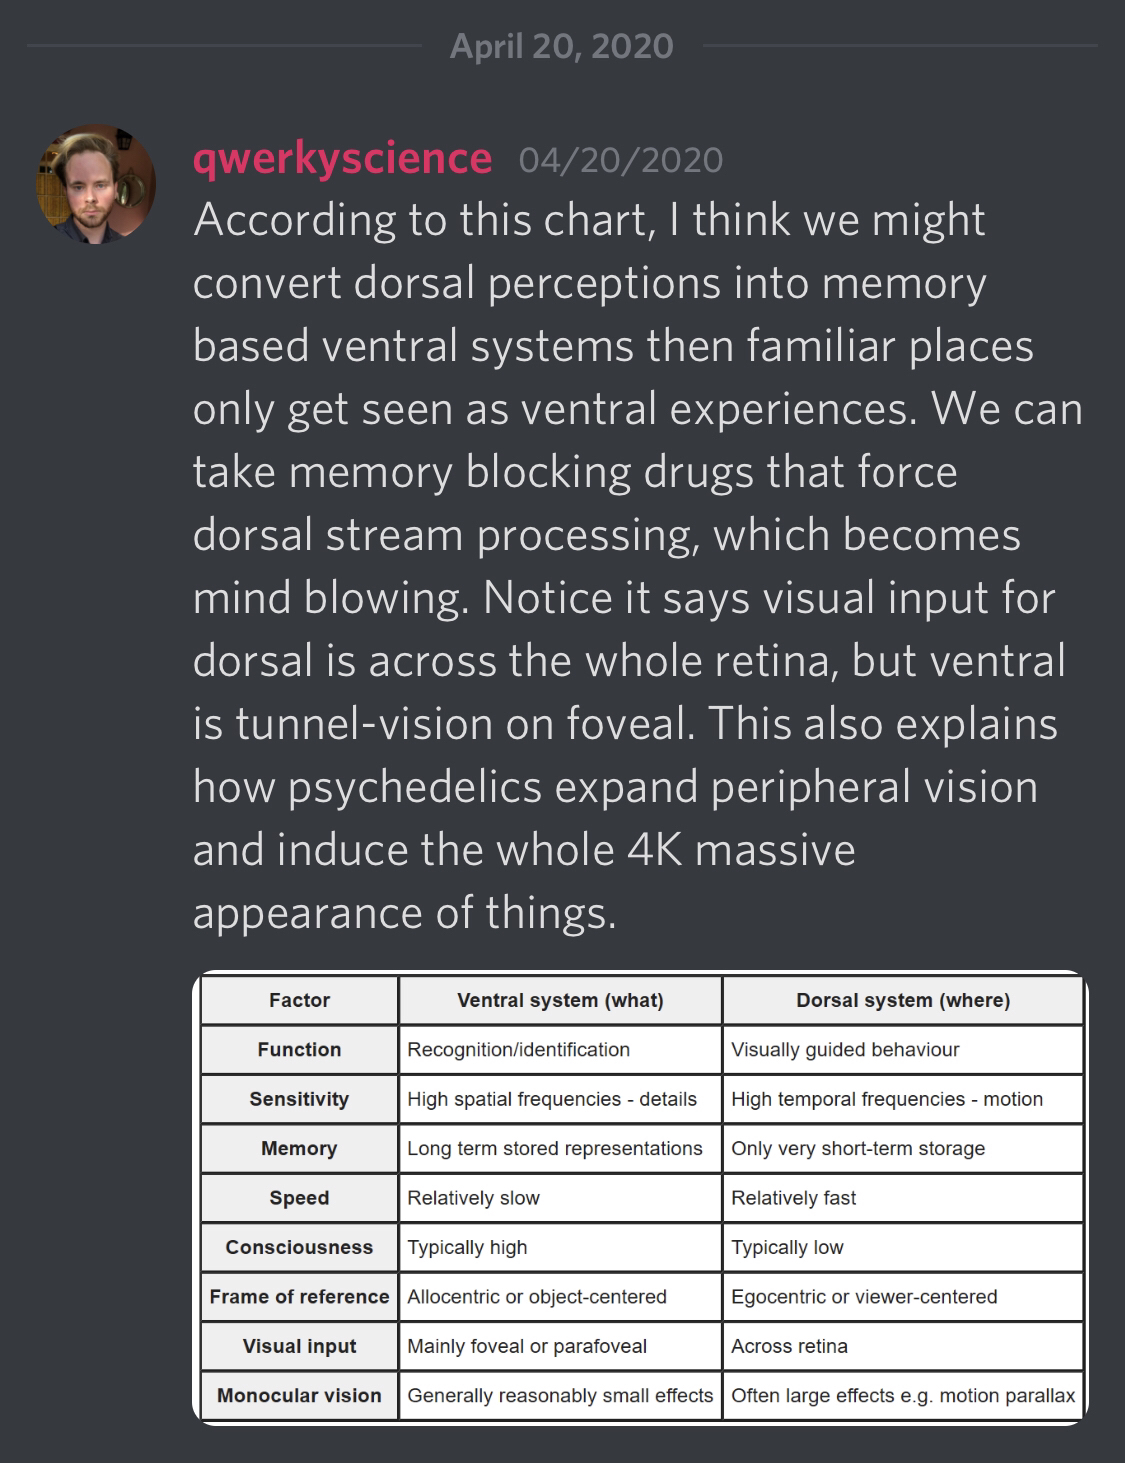 April 20, 2020
qwerkyscience 04/20/2020
According to this chart, I think we might
convert dorsal perceptions into memory
based ventral systems then familiar places
only get seen as ventral experiences. We can
take memory blocking drugs that force
dorsal stream processing, which becomes
mind blowing. Notice it says visual input for
dorsal is across the whole retina, but ventral
is tunnel-vision on foveal. This also explains
how psychedelics expand peripheral vision
and induce the whole 4K massive
appearance of things.
Factor Ventral system (what) Dorsal system (where)
Function Recognition/identification Visually guided behaviour
Sensitivity High spatial frequencies - details High temporal frequencies - motion
Memory Long term stored representations Only very short-term storage
Speed Relatively slow Relatively fast
Consciousness Typically high Typically low
Frame of reference Allocentric or object-centered Egocentric or viewer-centered
Visual input Mainly foveal or parafoveal Across retina
Monocular vision Generally reasonably small effects Often large effects e.g. motion parallax